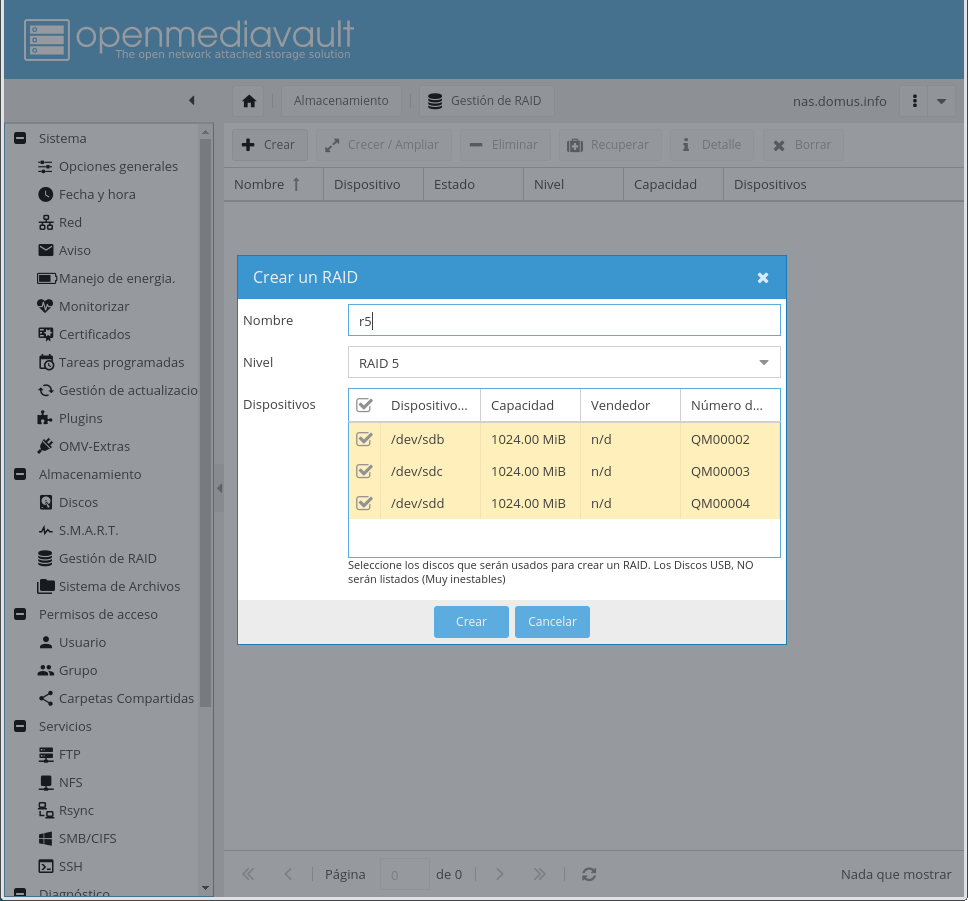 openmediavault
The open network attached storage solution
Almacenamiento
Gestión de RAID
nas.domus.info
Sistema
Opciones generales
Fecha y hora
Red
Aviso
Manejo de energia.
Monitorizar
Certificados
Tareas programadas
Gestión de actualizacio
Plugins
OMV-Extras
Almacenamiento
Discos
S.M.A.R.T.
Gestión de RAID
Sistema de Archivos
Permisos de acceso
Usuario
Grupo
Carpetas Compartidas
Servicios
FTP
NFS
Rsync
SMB/CIFS
SSH
Diagnóstico
Crear Crecer / Ampliar Eliminar Recuperar Detalle Borrar
Nombre Dispositivo Estado Nivel Capacidad Dispositivos
Crear un RAID
Nombre r5
Nivel RAID 5
Dispositivos Dispositivo... Capacidad Vendedor Número d...
/dev/sdb 1024.00 MiB n/d QM00002
/dev/sdc 1024.00 MiB n/d QM00003
/dev/sdd 1024.00 MiB n/d QM00004
Seleccione los discos que serán usados para crear un RAID. Los Discos USB, NO
serán listados (Muy inestables)
Crear Cancelar
Página 0 de 0 Nada que mostrar